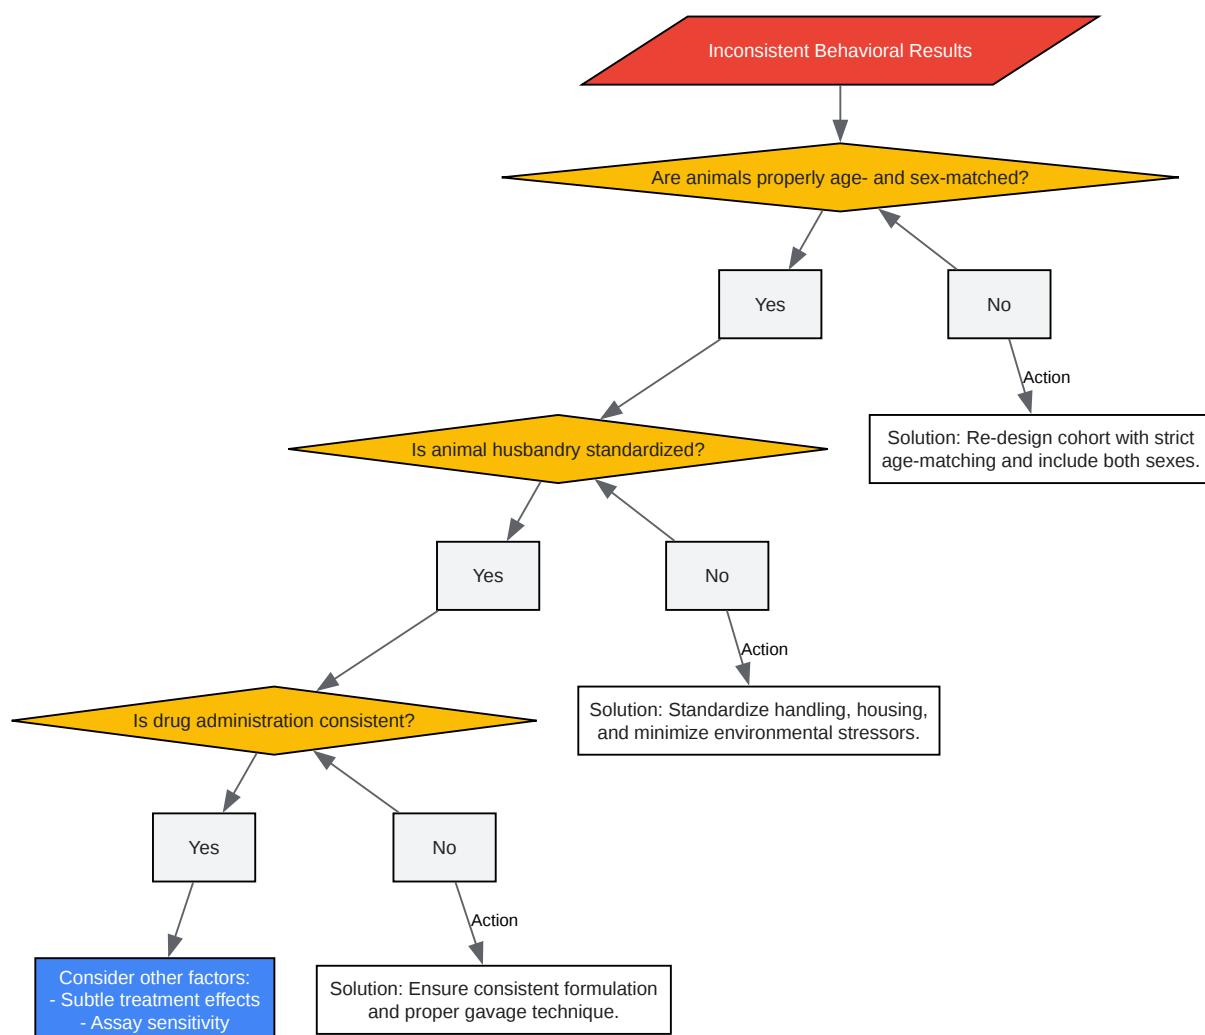 Inconsistent Behavioral Results
Are animals properly age- and sex-matched?
Yes
No
Action
Solution: Re-design cohort with strict
age-matching and include both sexes.
Is animal husbandry standardized?
Yes
No
Action
Solution: Standardize handling, housing,
and minimize environmental stressors.
Is drug administration consistent?
Yes
No
Action
Consider other factors:
- Subtle treatment effects
- Assay sensitivity
Solution: Ensure consistent formulation
and proper gavage technique.